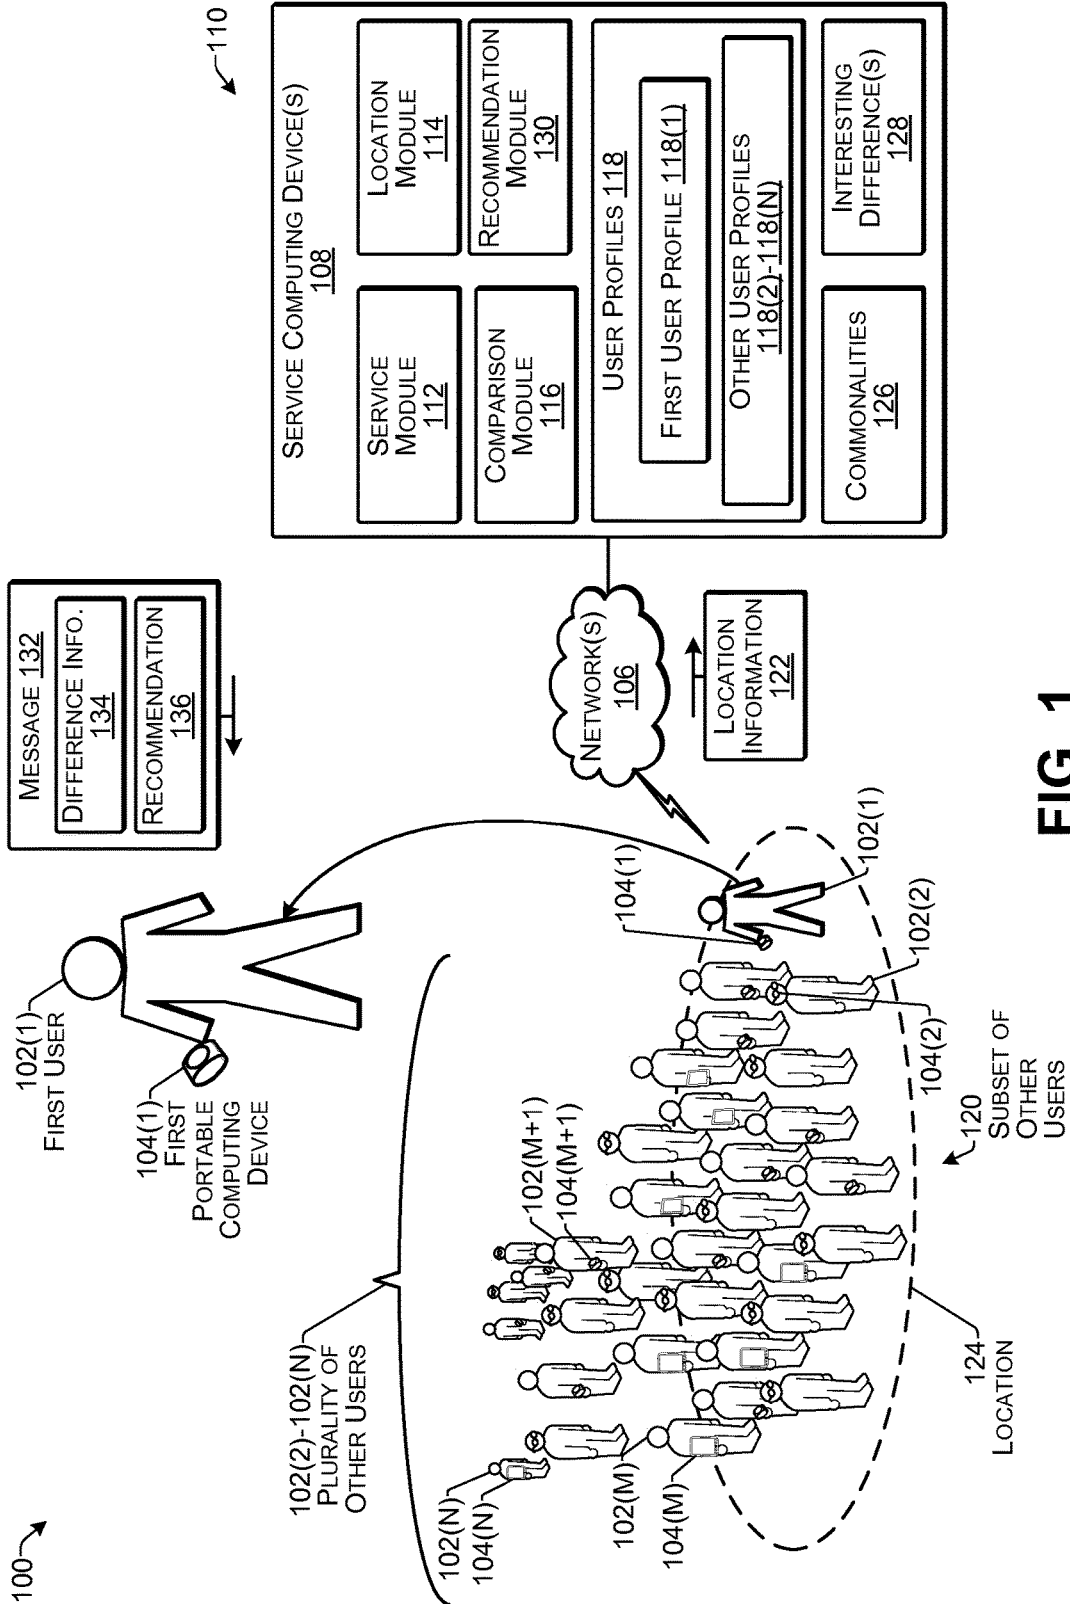 100
102(1)
FIRST USER
104(1)
FIRST
PORTABLE
COMPUTING
DEVICE
MESSAGE 132
DIFFERENCE INFO.
134
RECOMMENDATION
136
110
SERVICE COMPUTING DEVICE(S)
108
SERVICE
MODULE
112
LOCATION
MODULE
114
COMPARISON
MODULE
116
RECOMMENDATION
MODULE
130
USER PROFILES 118
FIRST USER PROFILE 118(1)
OTHER USER PROFILES
118(2)-118(N)
COMMONALITIES
126
INTERESTING
DIFFERENCE(S)
128
NETWORK(S)
106
LOCATION
INFORMATION
122
102(2)-102(N)
PLURALITY OF
OTHER USERS
102(N)
104(N)
102(M+1)
104(M+1)
102(M)
104(M)
104(1)
102(1)
102(2)
104(2)
124
LOCATION
120
SUBSET OF
OTHER
USERS
FIG. 1